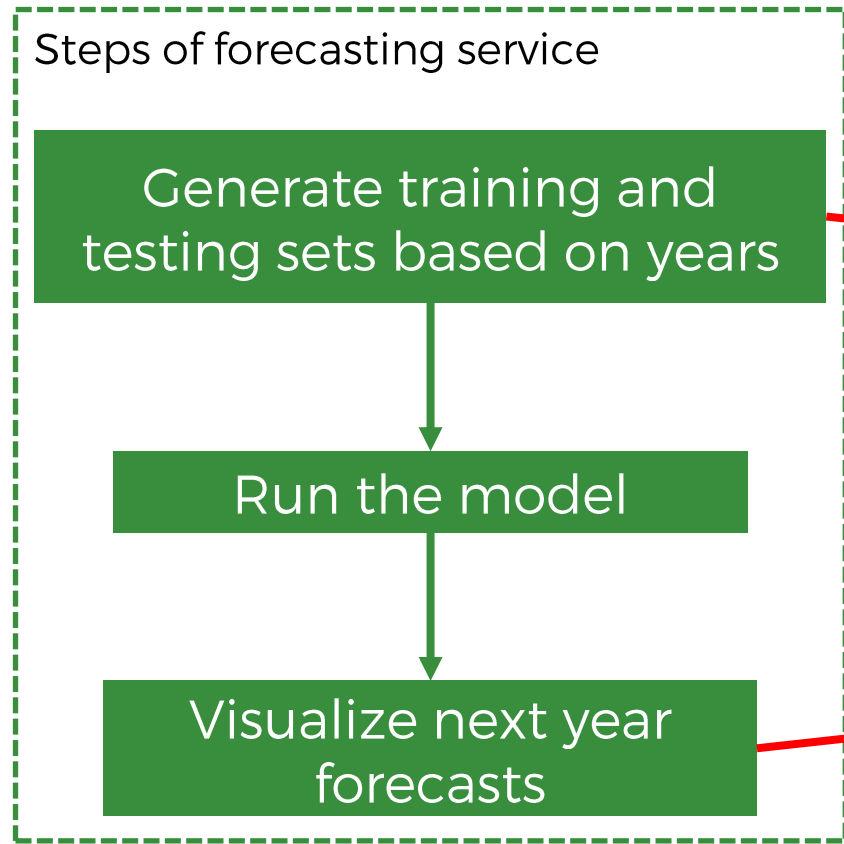 Steps of forecasting service
Generate training and
testing sets based on years
Run the model
Visualize next year
forecasts